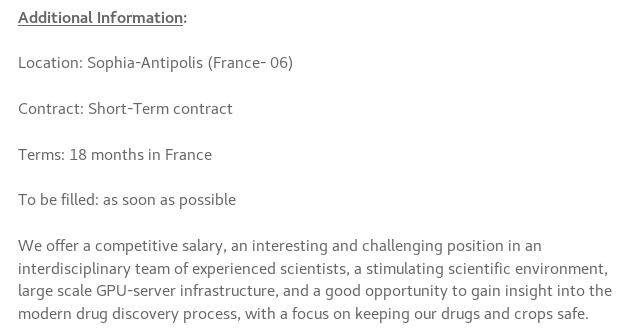 Additional Information:
Location: Sophia-Antipolis (France- 06)
Contract: Short-Term contract
Terms: 18 months in France
To be filled: as soon as possible
We offer a competitive salary, an interesting and challenging position in an
interdisciplinary team of experienced scientists, a stimulating scientific environment,
large scale GPU-server infrastructure, and a good opportunity to gain insight into the
modern drug discovery process, with a focus on keeping our drugs and crops safe.